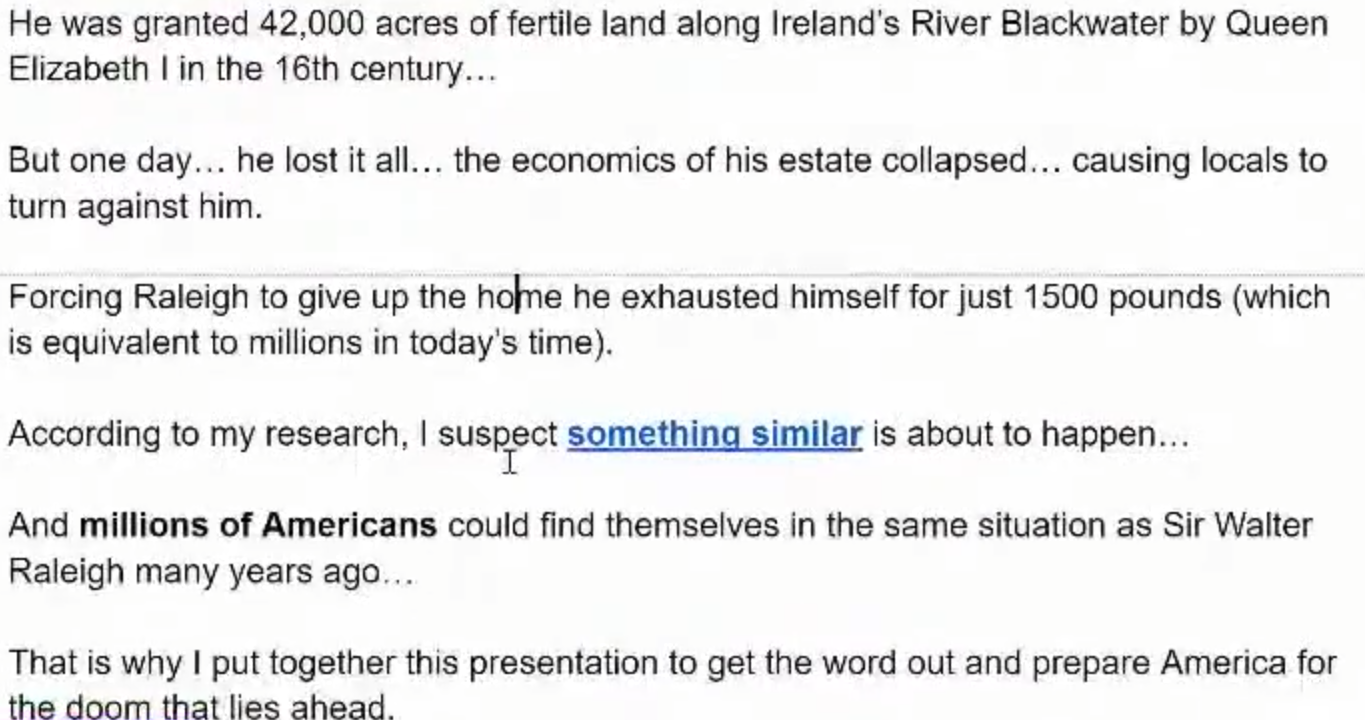 He was granted 42,000 acres of fertile land along Ireland's River Blackwater by Queen
Elizabeth I in the 16th century…
But one day… he lost it all… the economics of his estate collapsed… causing locals to
turn against him.
Forcing Raleigh to give up the home he exhausted himself for just 1500 pounds (which
is equivalent to millions in today's time).
According to my research, I suspect something similar is about to happen…
And millions of Americans could find themselves in the same situation as Sir Walter
Raleigh many years ago…
That is why I put together this presentation to get the word out and prepare America for
the doom that lies ahead.